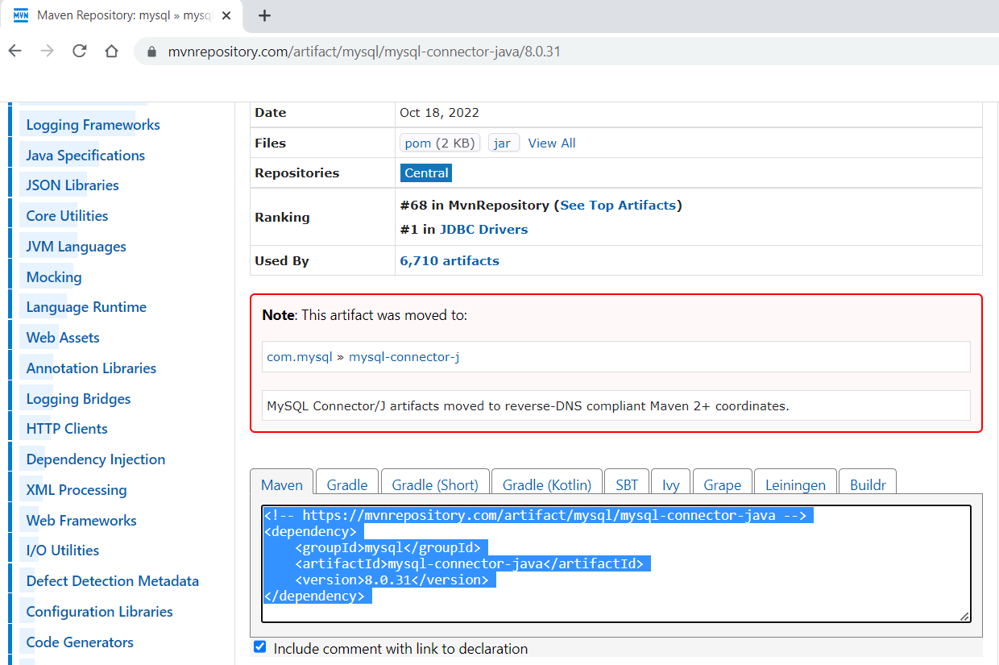 MVN Maven Repository: mysql » mysq
mvnrepository.com/artifact/mysql/mysql-connector-java/8.0.31
Logging Frameworks
Java Specifications
JSON Libraries
Core Utilities
JVM Languages
Mocking
Language Runtime
Web Assets
Annotation Libraries
Logging Bridges
HTTP Clients
Dependency Injection
XML Processing
Web Frameworks
I/O Utilities
Defect Detection Metadata
Configuration Libraries
Code Generators
Date Oct 18, 2022
Files pom (2 KB) jar View All
Repositories Central
Ranking #68 in MvnRepository (See Top Artifacts)
#1 in JDBC Drivers
Used By 6,710 artifacts
Note: This artifact was moved to:
com.mysql » mysql-connector-j
MySQL Connector/J artifacts moved to reverse-DNS compliant Maven 2+ coordinates.
Maven Gradle Gradle (Short) Gradle (Kotlin) SBT Ivy Grape Leiningen Buildr
<!-- https://mvnrepository.com/artifact/mysql/mysql-connector-java -->
<dependency>
    <groupId>mysql</groupId>
    <artifactId>mysql-connector-java</artifactId>
    <version>8.0.31</version>
</dependency>
Include comment with link to declaration